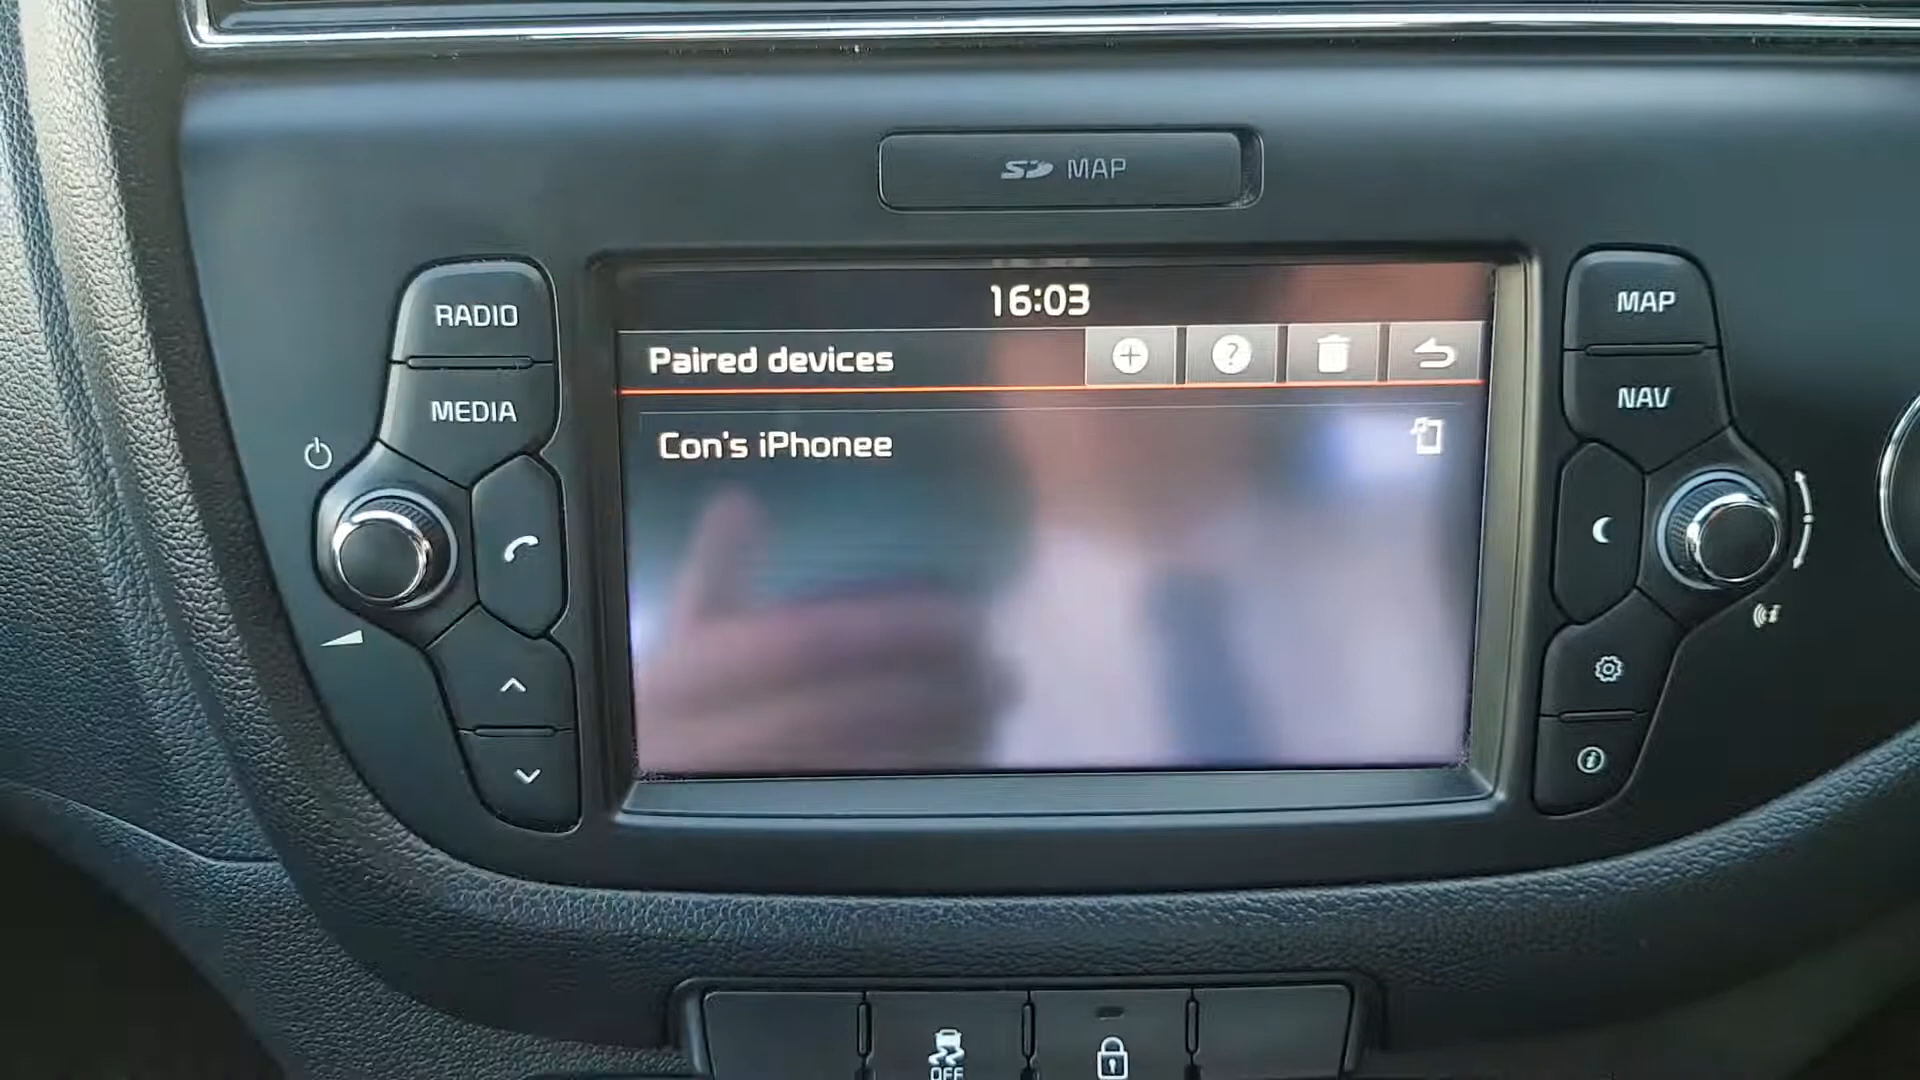 SD MAP
16:03
RADIO
MAP
Paired devices
?
MEDIA
NAV
Con's iPhonee
i
OFF